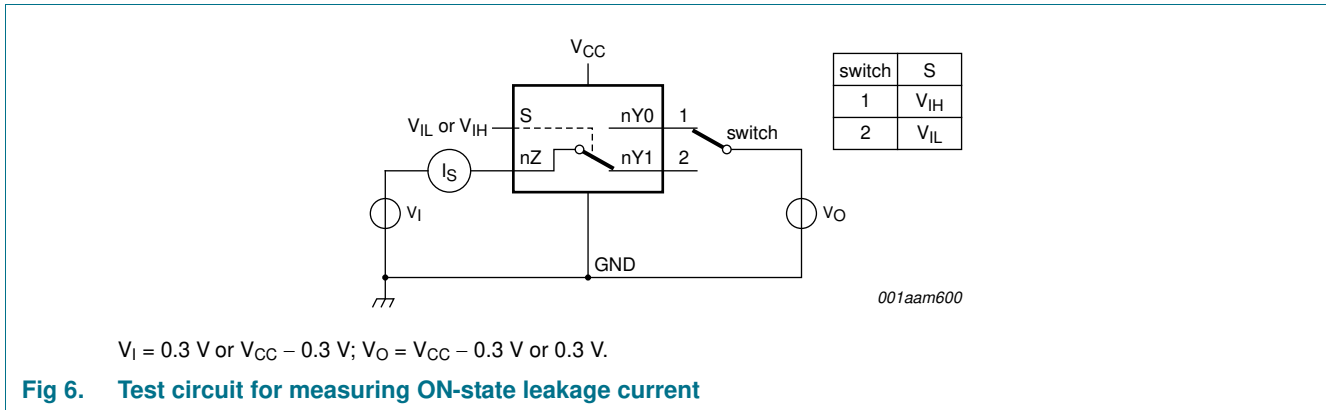 VCC
switch S
1 VIH
2 VIL
S nY0 1
VIL or VIH
switch
nZ nY1 2
IS
VI
VO
GND
001aam600
VI = 0.3 V or VCC − 0.3 V; VO = VCC − 0.3 V or 0.3 V.
Fig 6. Test circuit for measuring ON-state leakage current